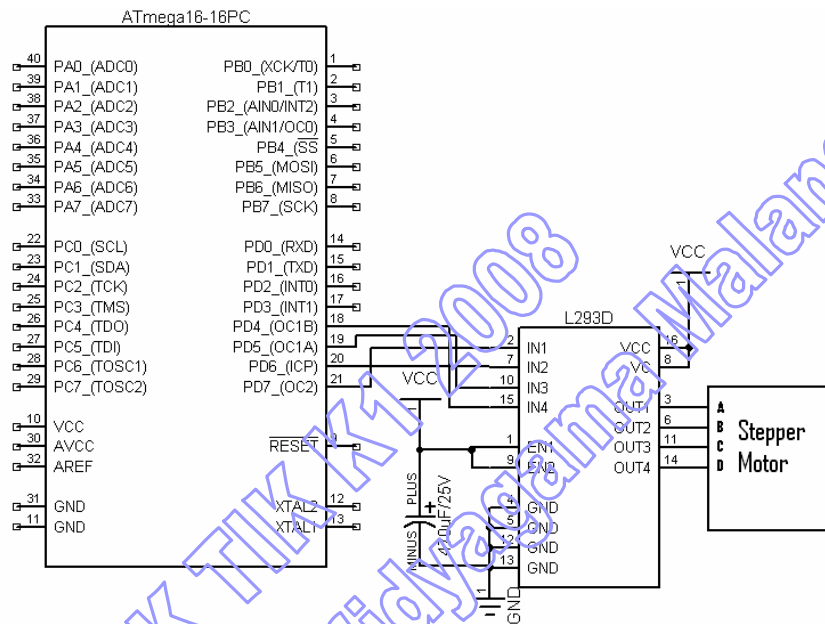 ATmega16-16PC
40 PA0_(ADC0) PB0_(XCK/T0) 1
39 PA1_(ADC1) PB1_(T1) 2
38 PA2_(ADC2) PB2_(AIN0/INT2) 3
37 PA3_(ADC3) PB3_(AIN1/OC0) 4
36 PA4_(ADC4) PB4_(SS 5
35 PA5_(ADC5) PB5_(MOSI) 6
34 PA6_(ADC6) PB6_(MISO) 7
33 PA7_(ADC7) PB7_(SCK) 8
22 PC0_(SCL) PD0_(RXD) 14
23 PC1_(SDA) PD1_(TXD) 15
24 PC2_(TCK) PD2_(INT0) 16
25 PC3_(TMS) PD3_(INT1) 17
26 PC4_(TDO) PD4_(OC1B) 18
27 PC5_(TDI) PD5_(OC1A) 19
28 PC6_(TOSC1) PD6_(ICP) 20
29 PC7_(TOSC2) PD7_(OC2) 21
10 VCC
30 AVCC RESET 9
32 AREF
31 GND XTAL2 12
11 GND XTAL1 13
VCC
1
PLUS
+
MINUS
470uF/25V
VCC
1
L293D
2 IN1 VCC 16
7 IN2 VC 8
10 IN3
15 IN4 OUT1 3
OUT2 6
1 EN1 OUT3 11
9 EN2 OUT4 14
4 GND
5 GND
12 GND
13 GND
1
GND
A
B
C
D
Stepper
Motor
K TIK K1 2008
Widyagama Malang